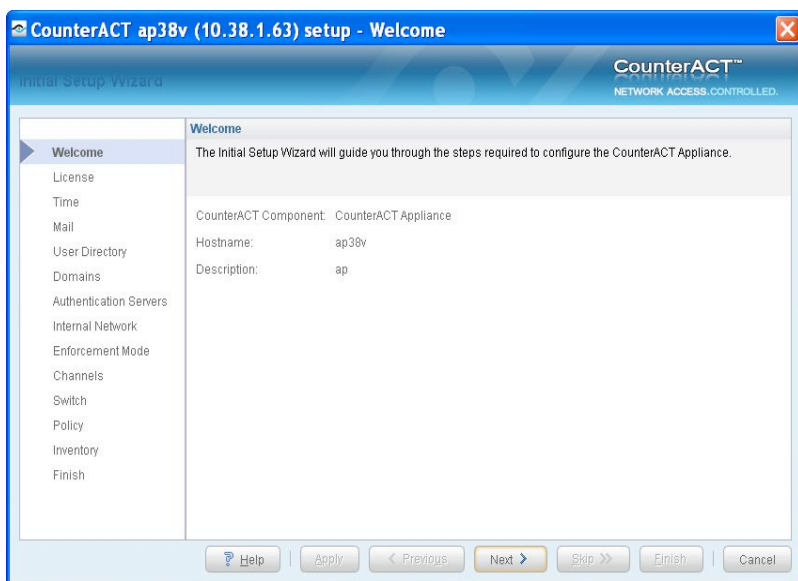 CounterACT ap38v (10.38.1.63) setup - Welcome
Initial Setup Wizard
CounterACT™
NETWORK ACCESS.CONTROLLED.
Welcome
License
Time
Mail
User Directory
Domains
Authentication Servers
Internal Network
Enforcement Mode
Channels
Switch
Policy
Inventory
Finish
Welcome
The Initial Setup Wizard will guide you through the steps required to configure the CounterACT Appliance.
CounterACT Component: CounterACT Appliance
Hostname: ap38v
Description: ap
Help
Apply
< Previous
Next >
Skip >>
Finish
Cancel